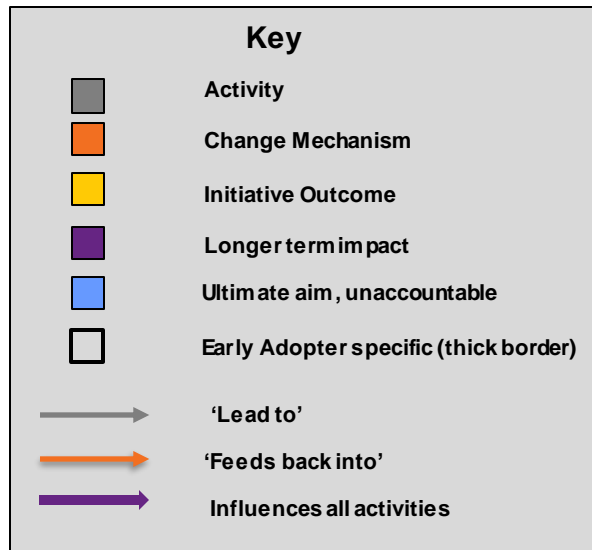 Key
Activity
Change Mechanism
Initiative Outcome
Longer term impact
Ultimate aim, unaccountable
Early Adopter specific (thick border)
‘Lead to’
‘Feeds back into’
Influences all activities